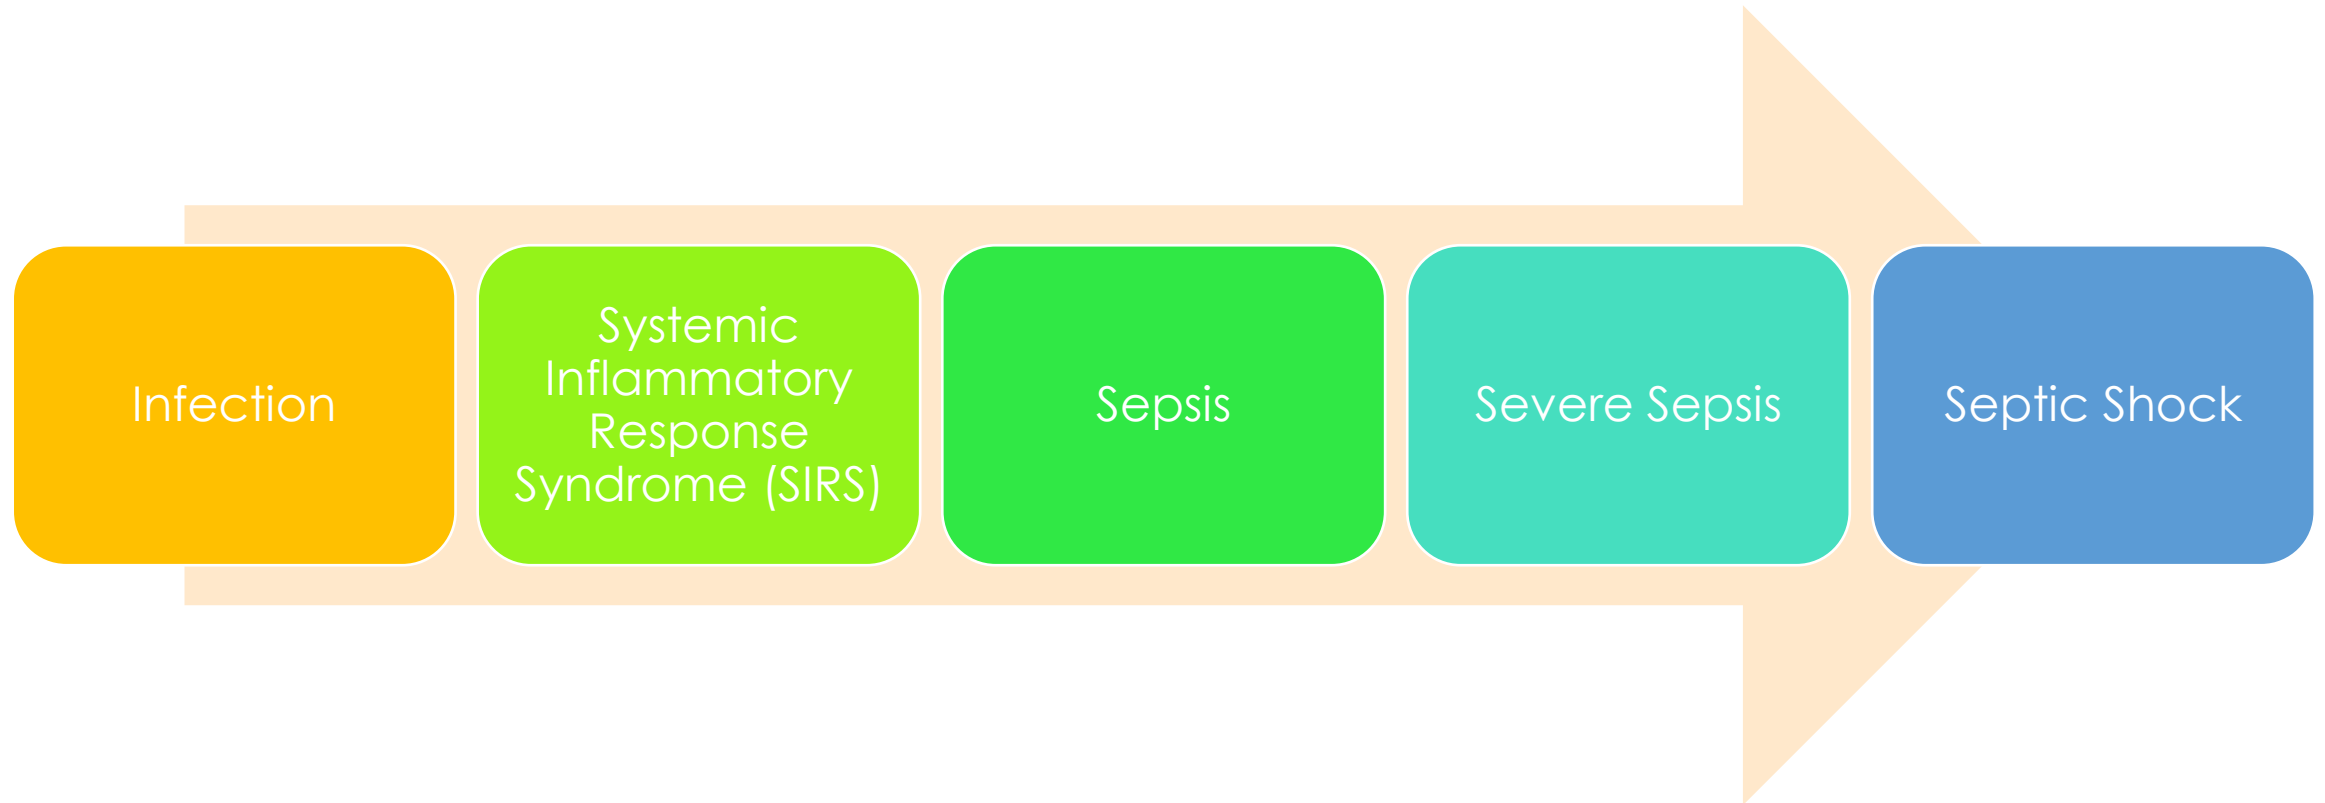 Infection
Systemic
Inflammatory
Response
Syndrome (SIRS)
Sepsis
Severe Sepsis
Septic Shock